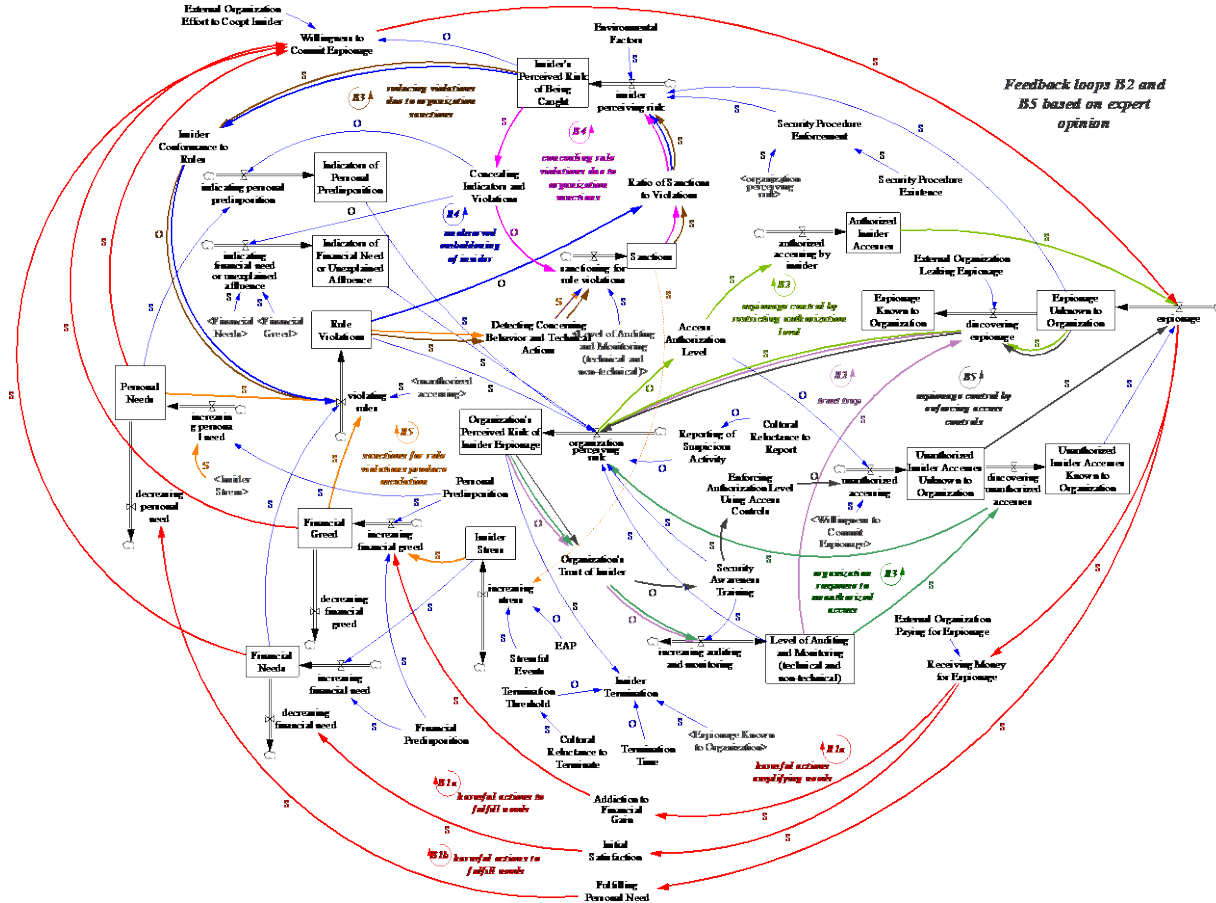 External Organization
Effort to Coopt Insider
Willingness to
Commit Espionage
Environmental
Factors
Insider's
Perceived Risk
of Being
Caught
insider
perceiving risk
Feedback loops B2 and
B5 based on expert
opinion
B3
reducing violations
due to organization
sanctions
Insider
Conformance to
Rules
Indicators of
Personal
Predisposition
indicating personal
predisposition
Concealing
Indicators and
Violations
concealing rule
violations due to
organization
sanctions
Ratio of Sanctions
to Violations
Security Procedure
Enforcement
<organization
perceiving
risk>
Security Procedure
Existence
R4
of insider
Indicators of
Financial Need
or Unexplained
Affluence
indicating
financial need
or unexplained
affluence
<Financial
Needs>
<Financial
Greed>
sanctioning for
rule violations
Sanctions
authorized
accessing by
insider
Authorized
Insider
Accesses
External Organization
Leaking Espionage
B2
espionage control by
restricting authorization
level
Espionage
Known to
Organization
discovering
espionage
Espionage
Unknown to
Organization
espionage
Rule
Violations
Detecting Concerning
Behavior and Technical
Actions
<Level of Auditing
and Monitoring
(technical and
non-technical)>
Access
Authorization
Level
Personal
Needs
violating
rules
<unauthorized
accessing>
B5
espionage control by
enforcing access
controls
increasin
g personal
need
<Insider
Stress>
R5
sanctions for rule
violations produce
escalation
Organization's
Perceived Risk of
Insider Espionage
organization
perceiving
risk
Reporting of
Suspicious
Activity
Cultural
Reluctance to
Report
Unauthorized
Insider Accesses
Unknown to
Organization
unauthorized
accessing
discovering
unauthorized
accesses
Unauthorized
Insider Accesses
Known to
Organization
Enforcing
Authorization Level
Using Access
Controls
<Willingness to
Commit
Espionage>
decreasing
personal
need
Personal
Predisposition
Financial
Greed
increasing
financial greed
Insider
Stress
Organization's
Trust of Insider
Security
Awareness
Training
organization
response to
unauthorized
access
R3
increasing
stress
decreasing
financial
greed
EAP
Stressful
Events
increasing auditing
and monitoring
Level of Auditing
and Monitoring
(technical and
non-technical)
External Organization
Paying for Espionage
Receiving Money
for Espionage
Financial
Needs
increasing
financial need
decreasing
financial need
Financial
Predisposition
Termination
Threshold
Insider
Termination
Cultural
Reluctance to
Terminate
Termination
Time
<Espionage Known
to Organization>
R1a
harmful actions
amplifying needs
B1a
harmful actions to
fulfill needs
Addiction to
Financial
Gain
B1b
harmful actions to
fulfill needs
Initial
Satisfaction
Fulfilling
Personal Need